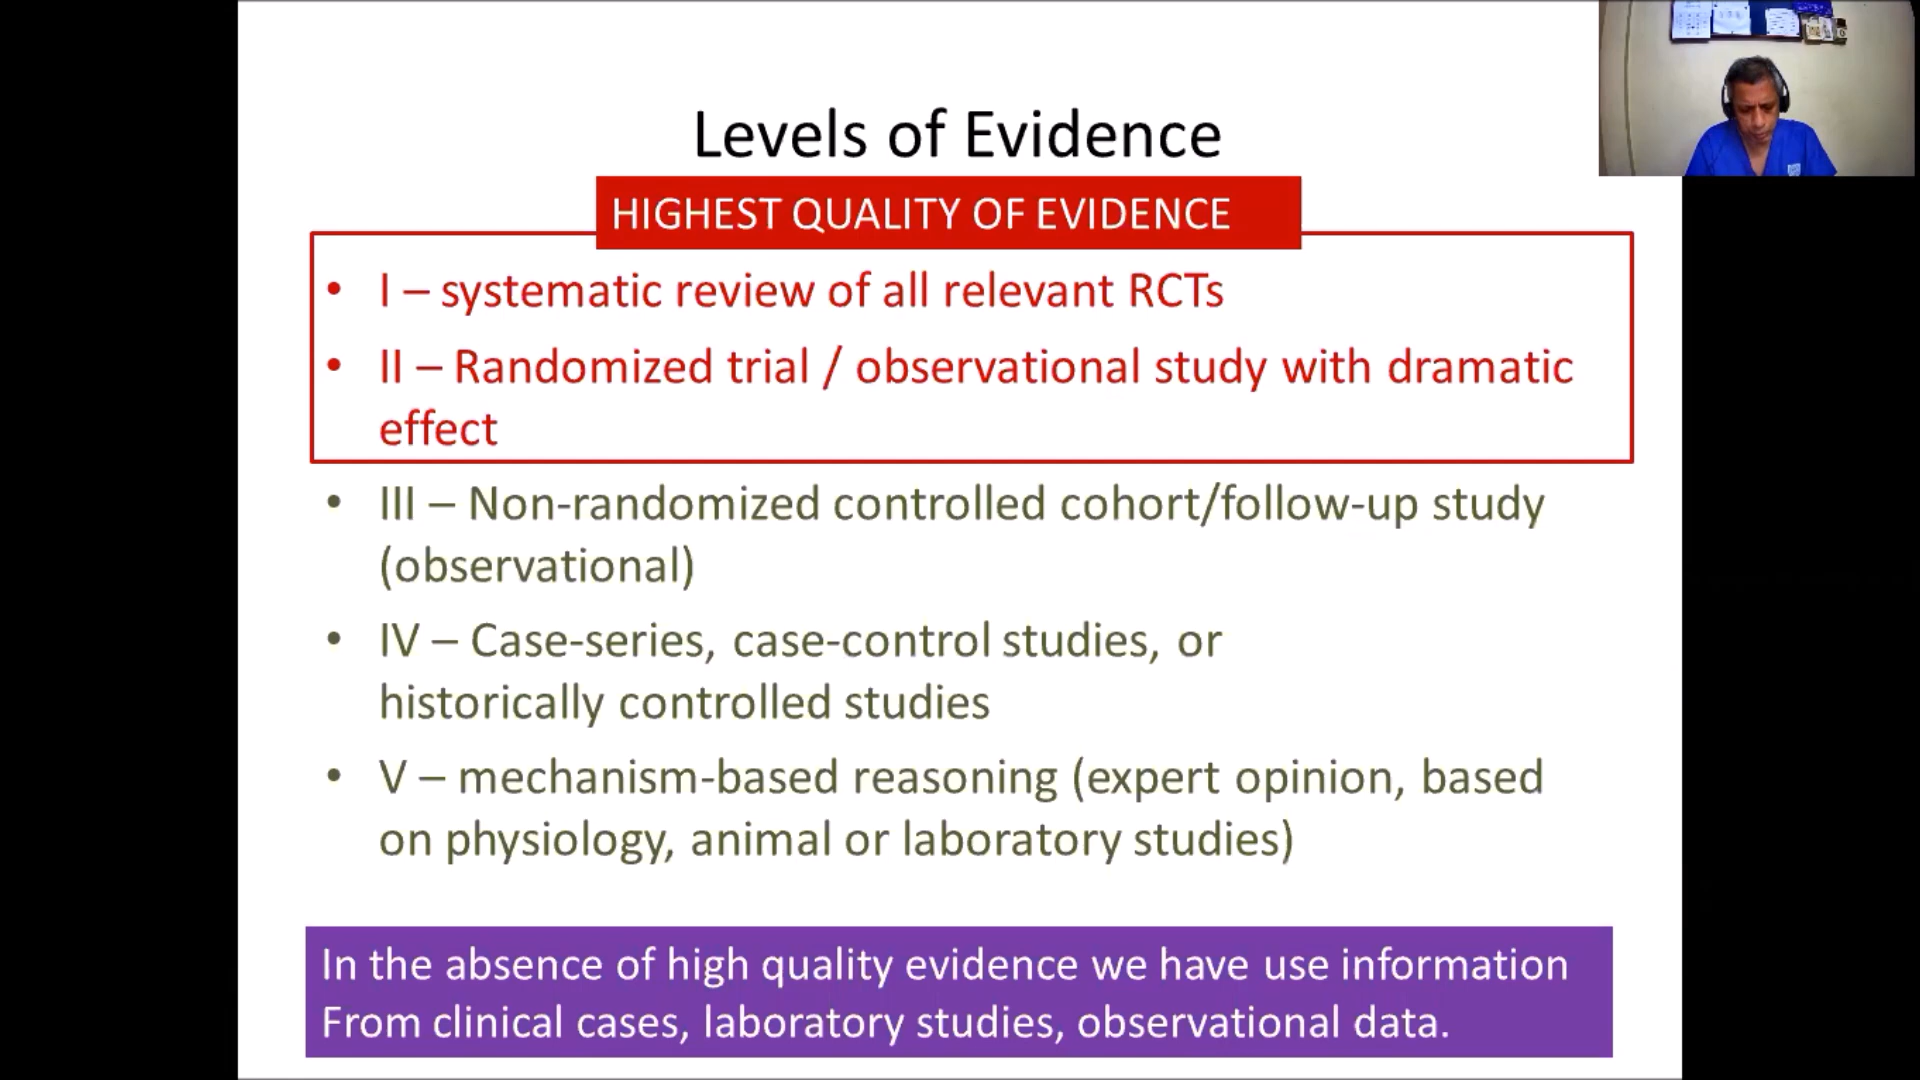 Levels of Evidence
HIGHEST QUALITY OF EVIDENCE
• I – systematic review of all relevant RCTs
• II – Randomized trial / observational study with dramatic
effect
• III – Non-randomized controlled cohort/follow-up study
(observational)
• IV – Case-series, case-control studies, or
historically controlled studies
• V – mechanism-based reasoning (expert opinion, based
on physiology, animal or laboratory studies)
In the absence of high quality evidence we have use information
From clinical cases, laboratory studies, observational data.